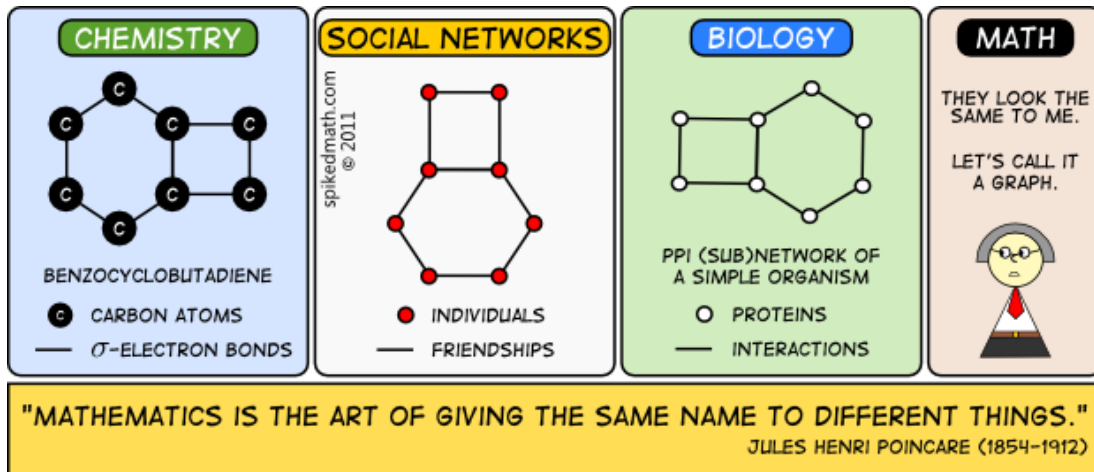 CHEMISTRY
C
C
C
C
C
C
C
C
BENZOCYCLOBUTADIENE
C CARBON ATOMS
σ-ELECTRON BONDS
SOCIAL NETWORKS
spikedmath.com
© 2011
INDIVIDUALS
FRIENDSHIPS
BIOLOGY
PPI (SUB)NETWORK OF
A SIMPLE ORGANISM
PROTEINS
INTERACTIONS
MATH
THEY LOOK THE
SAME TO ME.
LET'S CALL IT
A GRAPH.
"MATHEMATICS IS THE ART OF GIVING THE SAME NAME TO DIFFERENT THINGS."
JULES HENRI POINCARE (1854-1912)